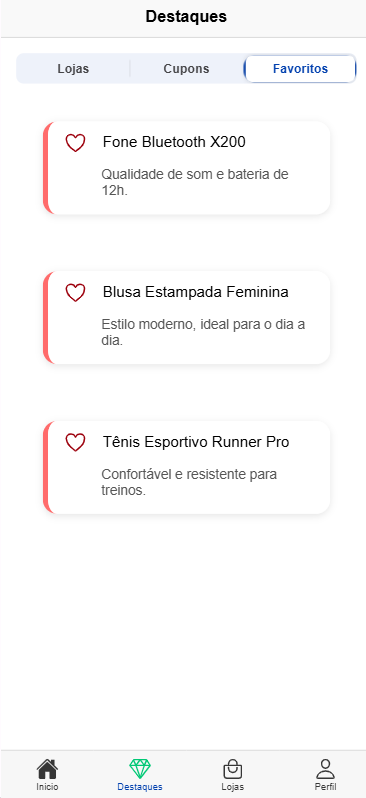 Destaques
Lojas
Cupons
Favoritos
Fone Bluetooth X200
Qualidade de som e bateria de
12h.
Blusa Estampada Feminina
Estilo moderno, ideal para o dia a
dia.
Tênis Esportivo Runner Pro
Confortável e resistente para
treinos.
Inicio
Destaques
Lojas
Perfil